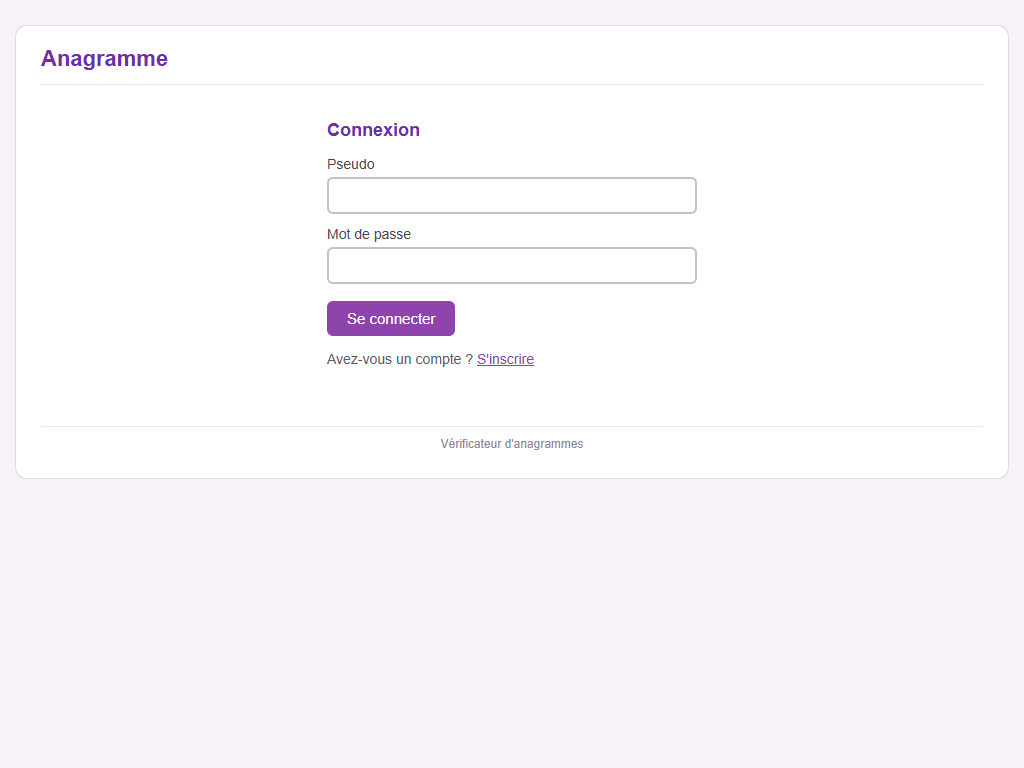 Anagramme
Connexion
Pseudo
Mot de passe
Se connecter
Avez-vous un compte ? S'inscrire
Vérificateur d'anagrammes